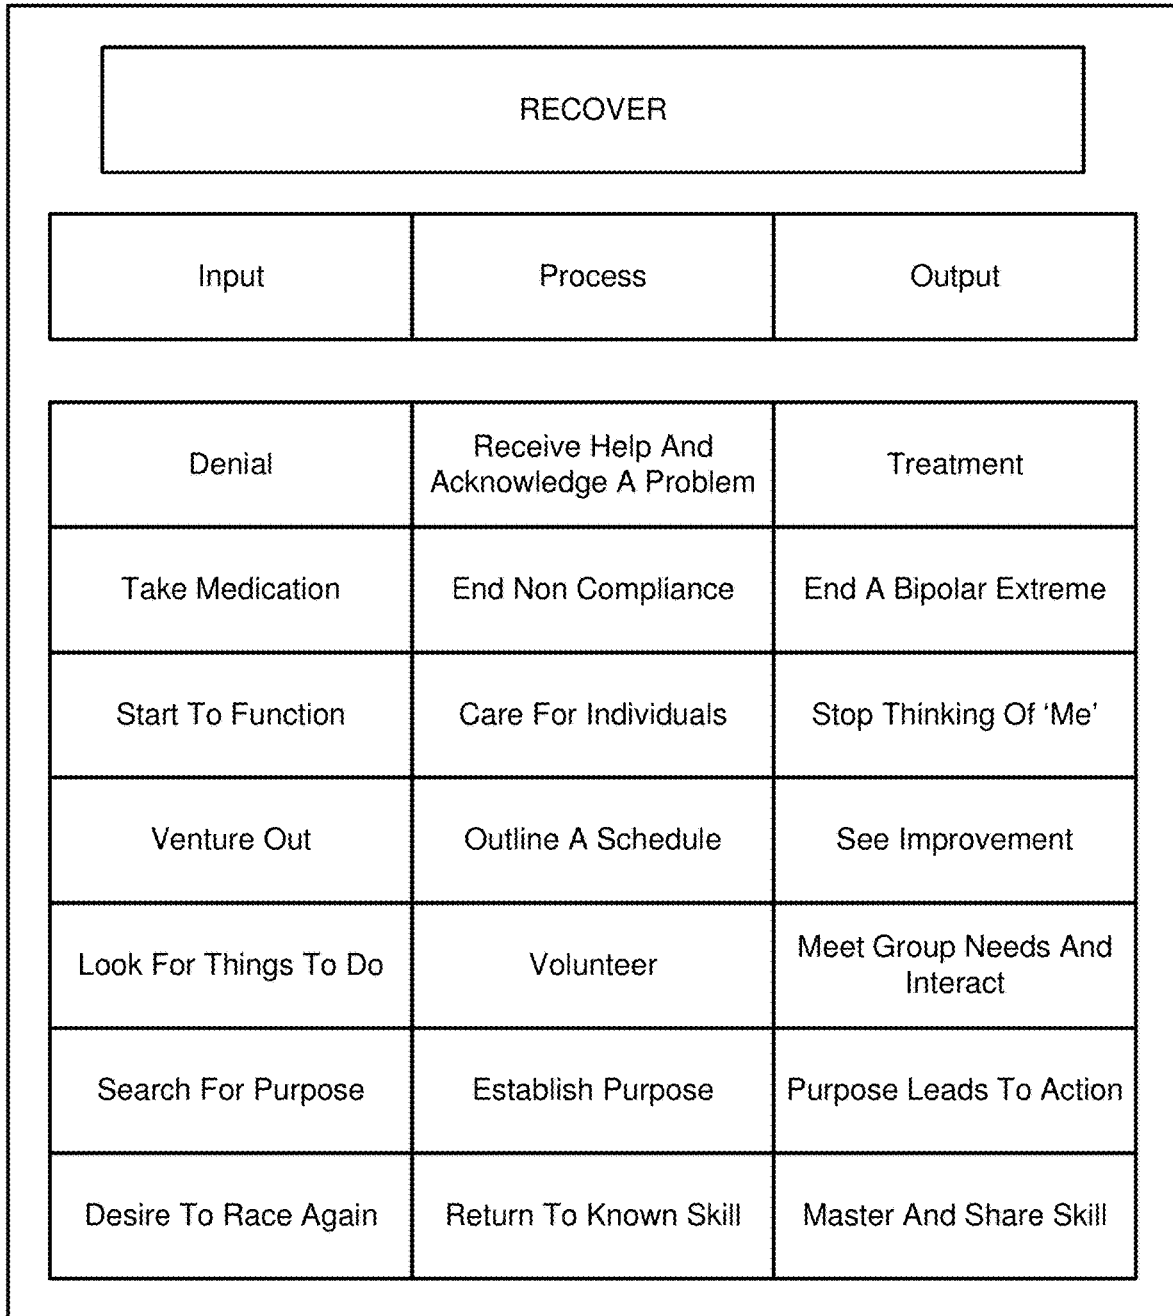 RECOVER
Input
Process
Output
Denial
Receive Help And
Acknowledge A Problem
Treatment
Take Medication
End Non Compliance
End A Bipolar Extreme
Start To Function
Care For Individuals
Stop Thinking Of ‘Me’
Venture Out
Outline A Schedule
See Improvement
Look For Things To Do
Volunteer
Meet Group Needs And
Interact
Search For Purpose
Establish Purpose
Purpose Leads To Action
Desire To Race Again
Return To Known Skill
Master And Share Skill